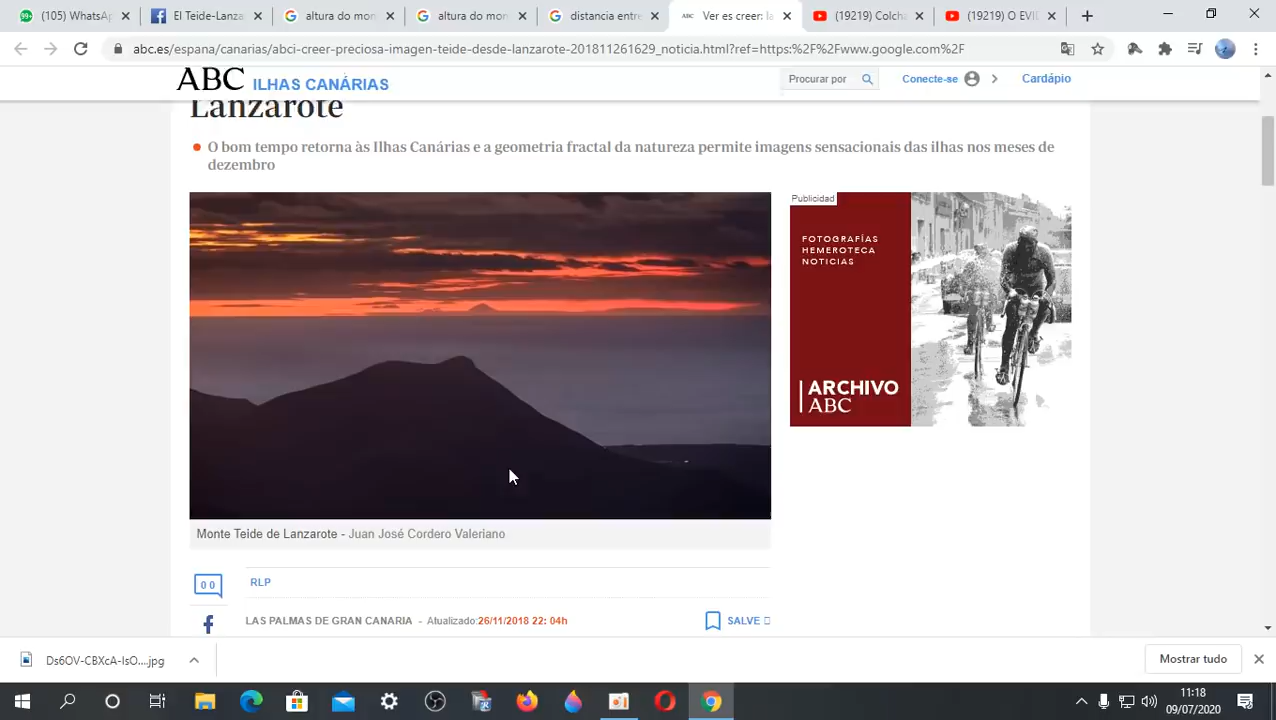 (105) WhatsAp
El Teide-Lanza
altura do mon
altura do mon
distancia entre
Ver es creer: la
(19219) Colcha
(19219) O EVID
abc.es/espana/canarias/abci-creer-preciosa-imagen-teide-desde-lanzarote-201811261629_noticia.html?ref=https:%2F%2Fwww.google.com%2F
ABC ILHAS CANÁRIAS
Procurar por
Conecte-se
Cardápio
Lanzarote
O bom tempo retorna às Ilhas Canárias e a geometria fractal da natureza permite imagens sensacionais das ilhas nos meses de
dezembro
Publicidad
FOTOGRAFÍAS
HEMEROTECA
NOTICIAS
ARCHIVO
ABC
Monte Teide de Lanzarote - Juan José Cordero Valeriano
0 0
RLP
LAS PALMAS DE GRAN CANARIA - Atualizado:26/11/2018 22: 04h
SALVE
Ds6OV-CBXcA-IsO....jpg
Mostrar tudo
11:18
09/07/2020